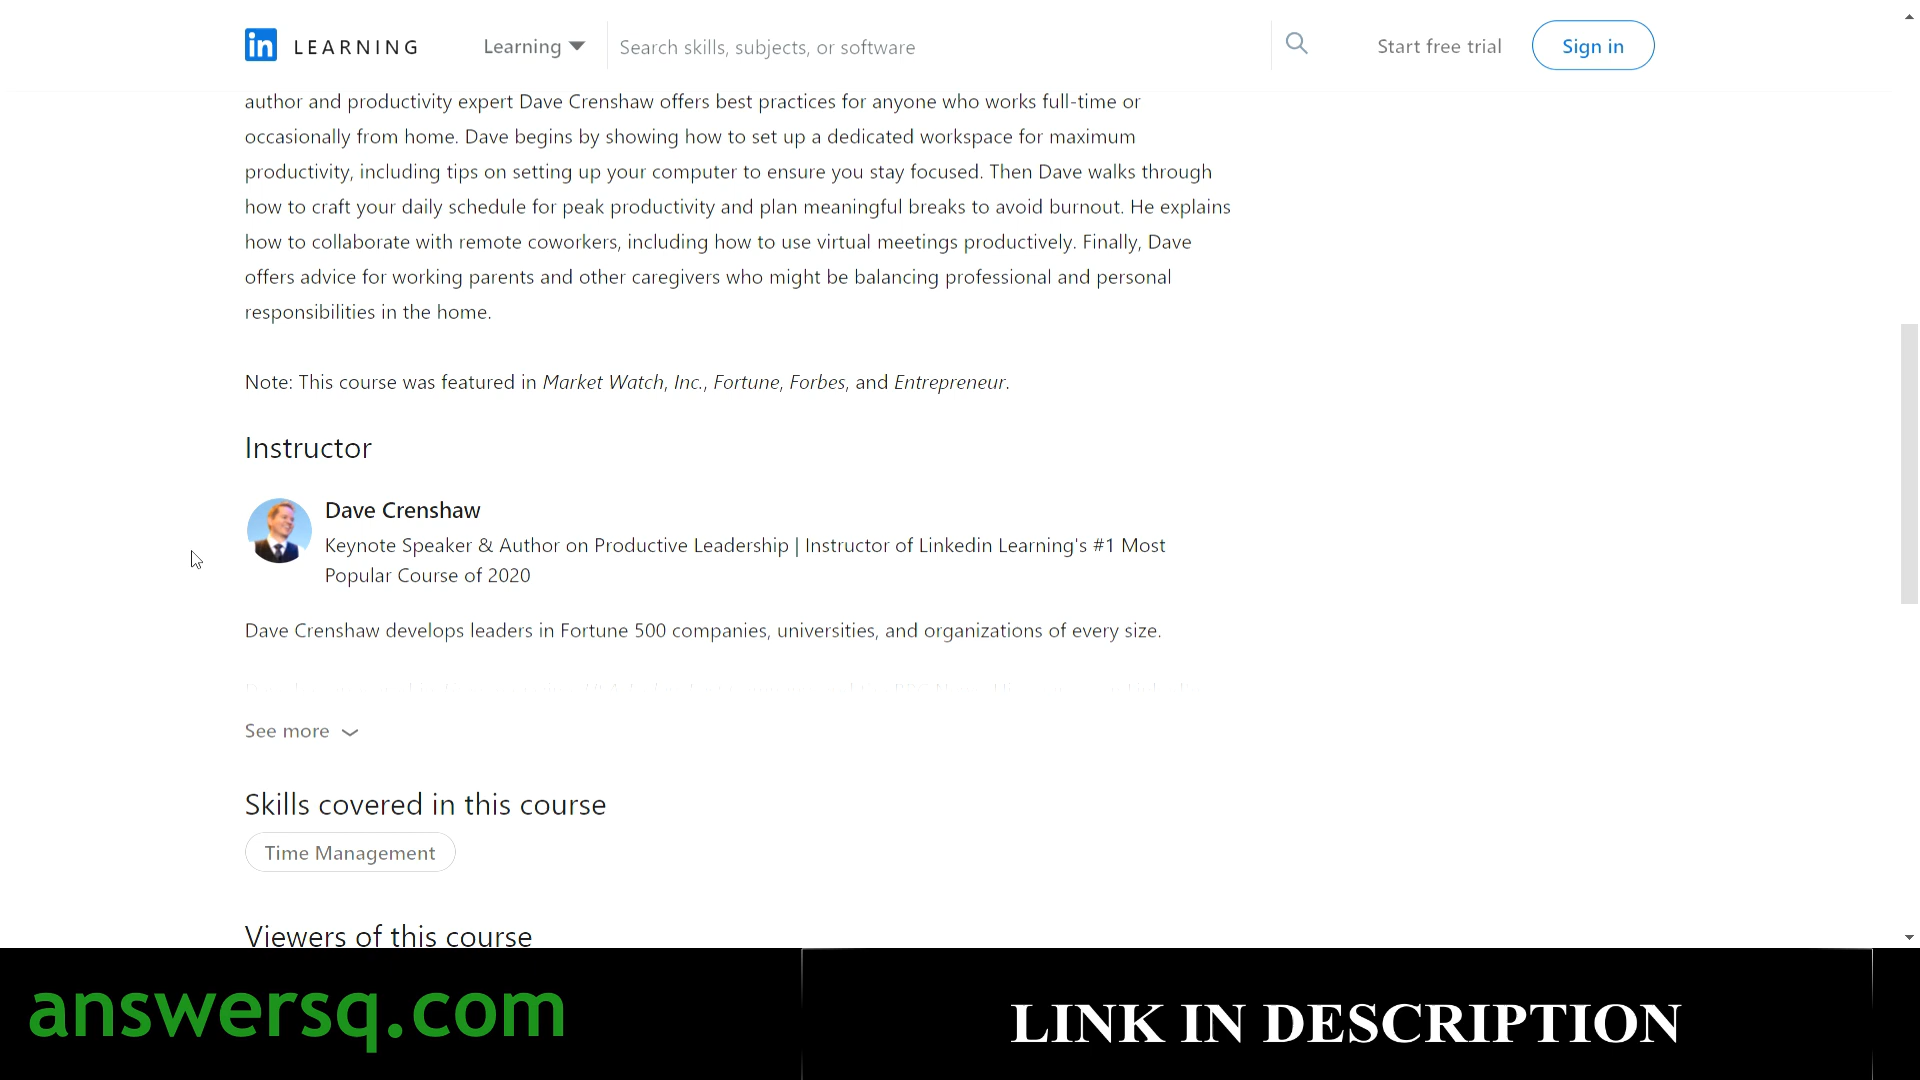 in LEARNING
Learning
Search skills, subjects, or software
Start free trial
Sign in
author and productivity expert Dave Crenshaw offers best practices for anyone who works full-time or
occasionally from home. Dave begins by showing how to set up a dedicated workspace for maximum
productivity, including tips on setting up your computer to ensure you stay focused. Then Dave walks through
how to craft your daily schedule for peak productivity and plan meaningful breaks to avoid burnout. He explains
how to collaborate with remote coworkers, including how to use virtual meetings productively. Finally, Dave
offers advice for working parents and other caregivers who might be balancing professional and personal
responsibilities in the home.
Note: This course was featured in Market Watch, Inc., Fortune, Forbes, and Entrepreneur.
Instructor
Dave Crenshaw
Keynote Speaker & Author on Productive Leadership | Instructor of Linkedin Learning's #1 Most
Popular Course of 2020
Dave Crenshaw develops leaders in Fortune 500 companies, universities, and organizations of every size.
See more
Skills covered in this course
Time Management
Viewers of this course
answersq.com
LINK IN DESCRIPTION